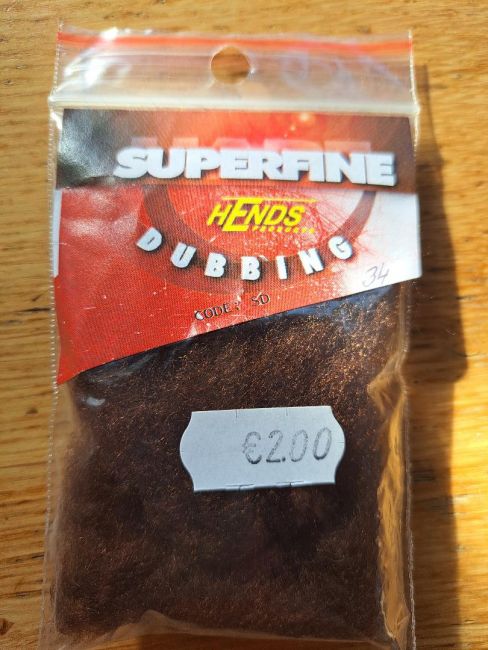 SUPERFINE
HENDS
PRODUCTS
DUBBING
34
CODE: SD
€2.00